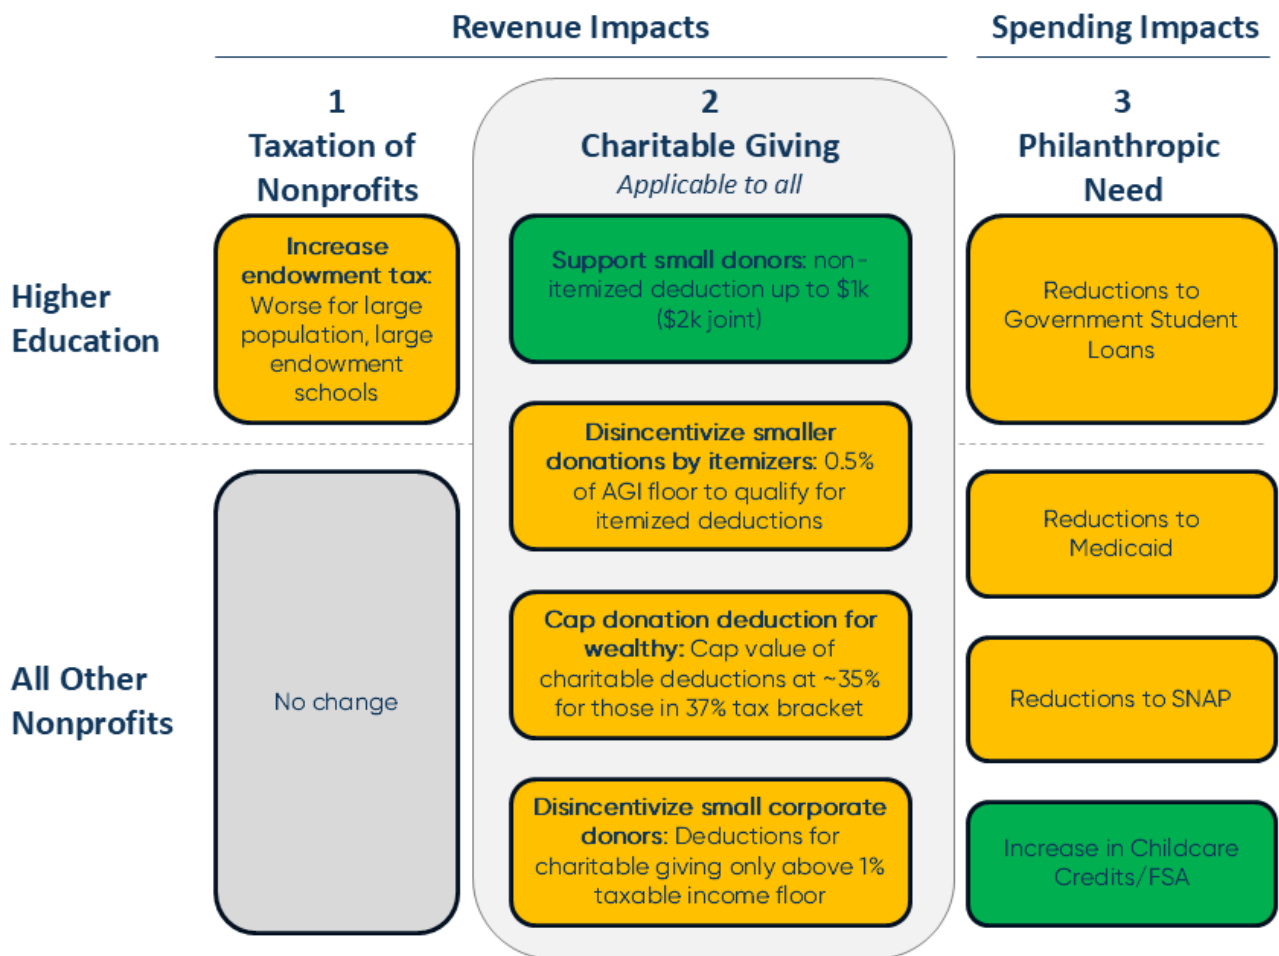 Revenue Impacts
Spending Impacts
1
Taxation of
Nonprofits
2
Charitable Giving
Applicable to all
3
Philanthropic
Need
Higher
Education
Increase
endowment tax:
Worse for large
population, large
endowment
schools
Support small donors: non-
itemized deduction up to $1k
($2k joint)
Reductions to
Government Student
Loans
Disincentivize smaller
donations by itemizers: 0.5%
of AGI floor to qualify for
itemized deductions
All Other
Nonprofits
No change
Cap donation deduction for
wealthy: Cap value of
charitable deductions at ~35%
for those in 37% tax bracket
Disincentivize small corporate
donors: Deductions for
charitable giving only above 1%
taxable income floor
Reductions to
Medicaid
Reductions to SNAP
Increase in Childcare
Credits/FSA